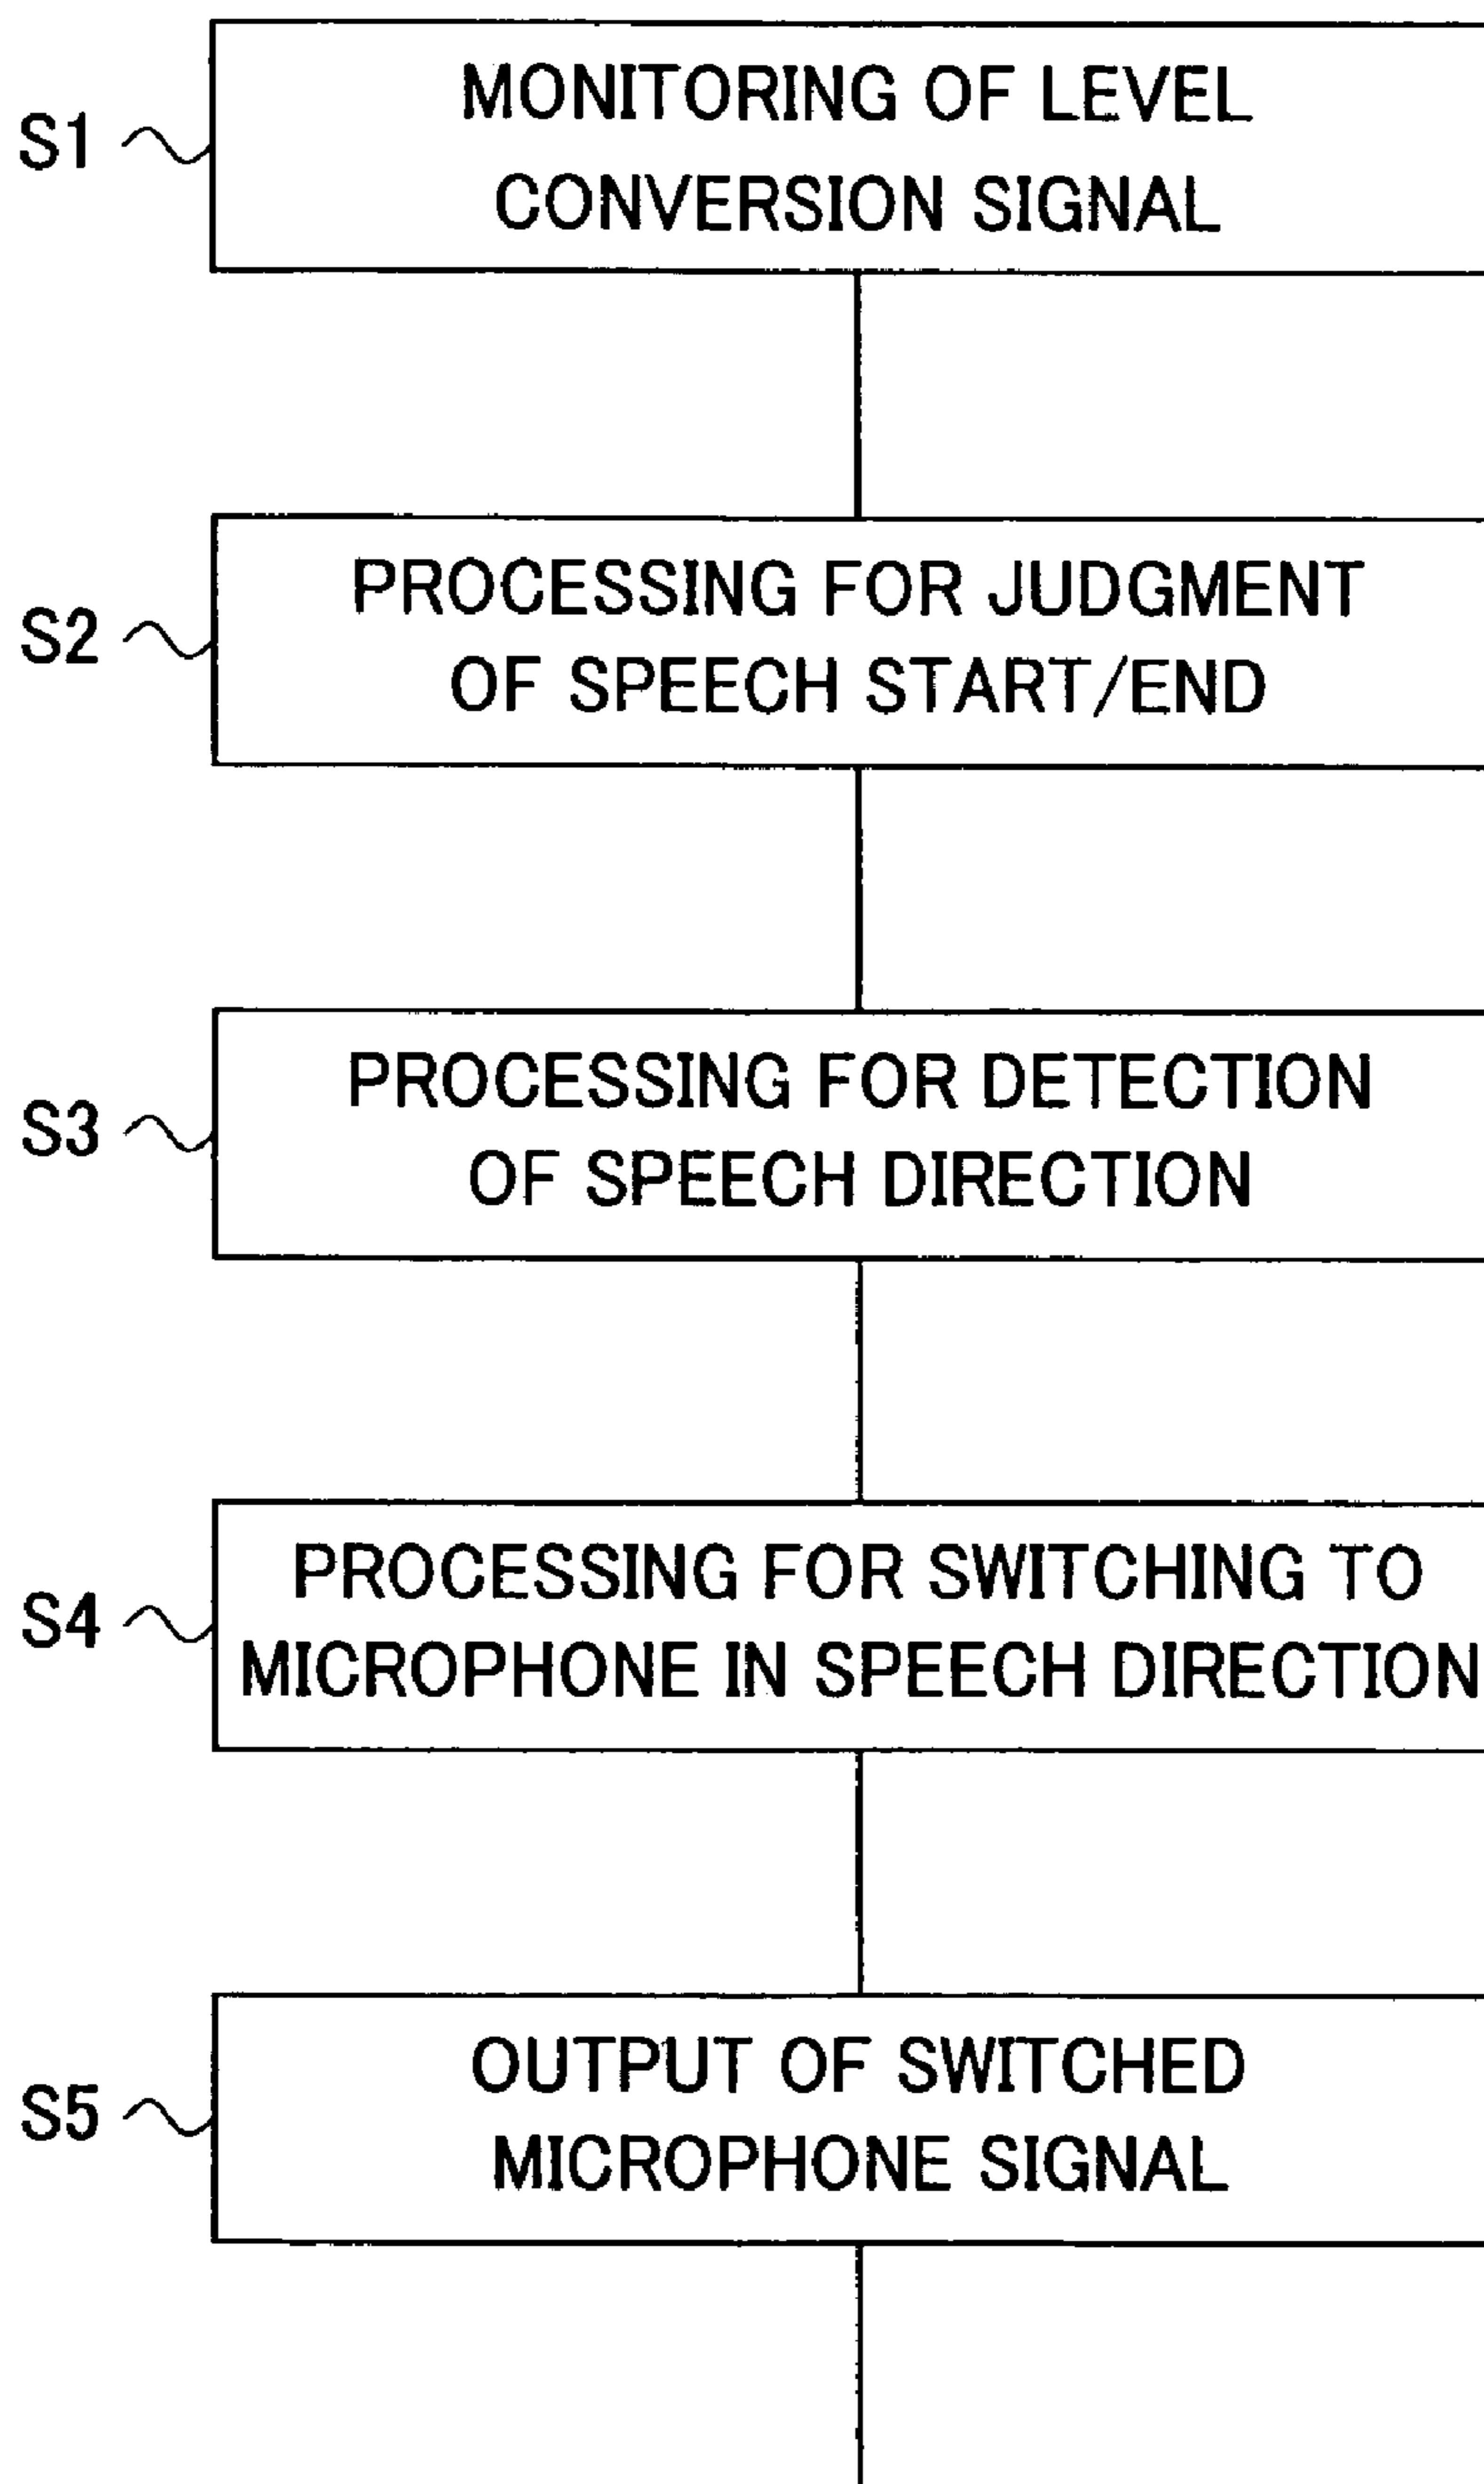 S1
MONITORING OF LEVEL
CONVERSION SIGNAL
S2
PROCESSING FOR JUDGMENT
OF SPEECH START/END
S3
PROCESSING FOR DETECTION
OF SPEECH DIRECTION
S4
PROCESSING FOR SWITCHING TO
MICROPHONE IN SPEECH DIRECTION
S5
OUTPUT OF SWITCHED
MICROPHONE SIGNAL